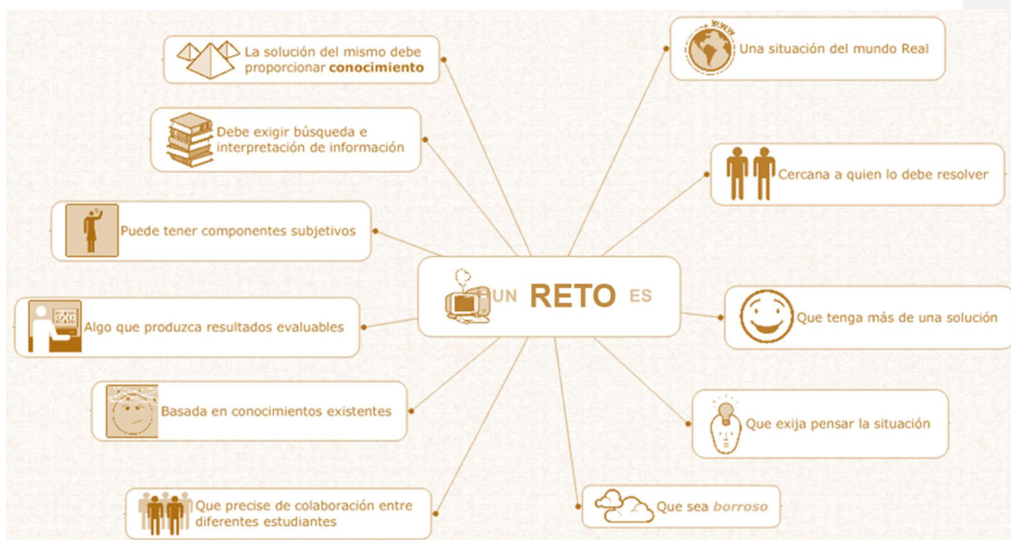 UN RETO ES
Una situación del mundo Real
Cercana a quien lo debe resolver
Que tenga más de una solución
Que exija pensar la situación
Que sea borroso
Que precise de colaboración entre
diferentes estudiantes
Basada en conocimientos existentes
Algo que produzca resultados evaluables
Puede tener componentes subjetivos
Debe exigir búsqueda e
interpretación de información
La solución del mismo debe
proporcionar conocimiento
WWW